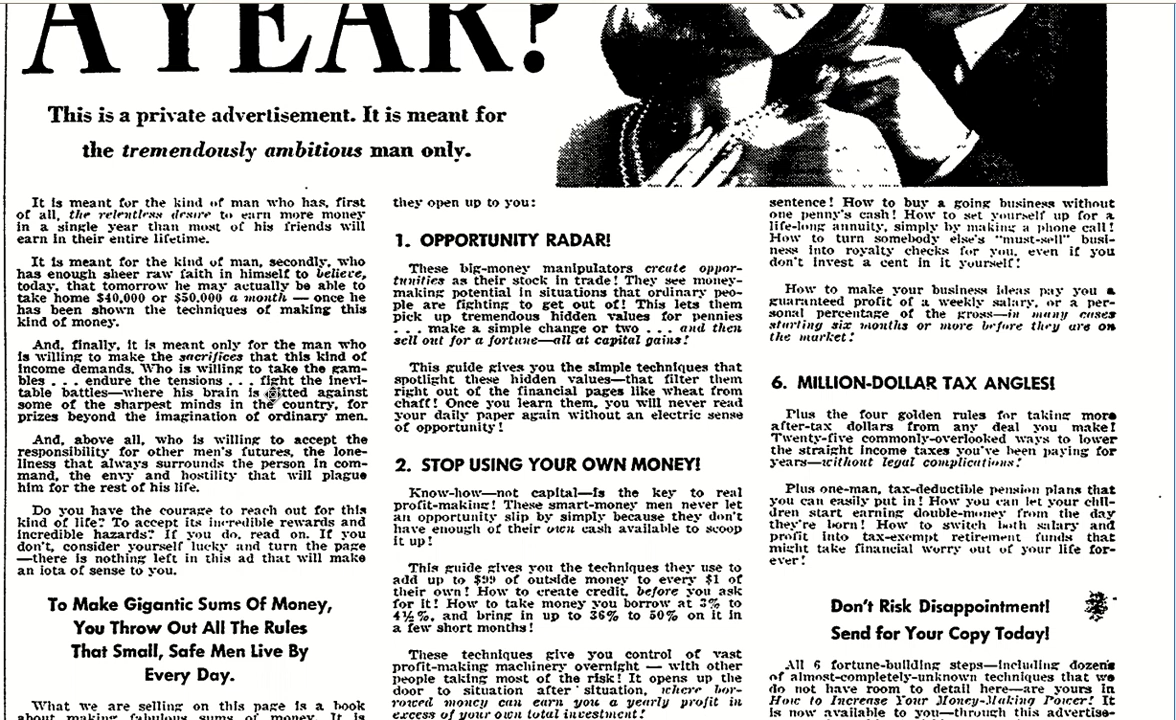 A YEAR?
This is a private advertisement. It is meant for
the tremendously ambitious man only.
It is meant for the kind of man who has, first
of all, the relentless desire to earn more money
in a single year than most of his friends will
earn in their entire lifetime.
It is meant for the kind of man, secondly, who
has enough sheer raw faith in himself to believe,
today, that tomorrow he may actually be able to
take home $40,000 or $50,000 a month — once he
has been shown the techniques of making this
kind of money.
And, finally, it is meant only for the man who
is willing to make the sacrifices that this kind of
income demands. Who is willing to take the gam-
bles . . . endure the tensions . . . fight the inevi-
table battles—where his brain is pitted against
some of the sharpest minds in the country, for
prizes beyond the imagination of ordinary men.
And, above all, who is willing to accept the
responsibility for other men's futures, the lone-
liness that always surrounds the person in com-
mand, the envy and hostility that will plague
him for the rest of his life.
Do you have the courage to reach out for this
kind of life? To accept its incredible rewards and
incredible hazards? If you do, read on. If you
don't, consider yourself lucky and turn the page
—there is nothing left in this ad that will make
an iota of sense to you.
To Make Gigantic Sums Of Money,
You Throw Out All The Rules
That Small, Safe Men Live By
Every Day.
What we are selling on this page is a book
about making fabulous sums of money. It is
they open up to you:
1. OPPORTUNITY RADAR!
These big-money manipulators create oppor-
tunities as their stock in trade! They see money-
making potential in situations that ordinary peo-
ple are fighting to get out of! This lets them
pick up tremendous hidden values for pennies
. . . make a simple change or two . . . and then
sell out for a fortune—all at capital gains!
This guide gives you the simple techniques that
spotlight these hidden values—that filter them
right out of the financial pages like wheat from
chaff! Once you learn them, you will never read
your daily paper again without an electric sense
of opportunity!
2. STOP USING YOUR OWN MONEY!
Know-how—not capital—is the key to real
profit-making! These smart-money men never let
an opportunity slip by simply because they don't
have enough of their own cash available to scoop
it up!
This guide gives you the techniques they use to
add up to $99 of outside money to every $1 of
their own! How to create credit, before you ask
for it! How to take money you borrow at 3% to
4½%, and bring in up to 36% to 50% on it in
a few short months!
These techniques give you control of vast
profit-making machinery overnight — with other
people taking most of the risk! It opens up the
door to situation after situation, where bor-
rowed money can earn you a yearly profit in
excess of your own total investment!
sentence! How to buy a going business without
one penny's cash! How to set yourself up for a
life-long annuity, simply by making a phone call!
How to turn somebody else's "must-sell" busi-
ness into royalty checks for you, even if you
don't invest a cent in it yourself!
How to make your business ideas pay you a
guaranteed profit of a weekly salary, or a per-
sonal percentage of the gross—in many cases
starting six months or more before they are on
the market!
6. MILLION-DOLLAR TAX ANGLES!
Plus the four golden rules for taking more
after-tax dollars from any deal you make!
Twenty-five commonly-overlooked ways to lower
the straight income taxes you've been paying for
years—without legal complications!
Plus one-man, tax-deductible pension plans that
you can easily put in! How you can let your chil-
dren start earning double-money from the day
they're born! How to switch both salary and
profit into tax-exempt retirement funds that
might take financial worry out of your life for-
ever!
Don't Risk Disappointment!
Send for Your Copy Today!
All 6 fortune-building steps—including dozens
of almost-completely-unknown techniques that we
do not have room to detail here—are yours in
How to Increase Your Money-Making Power! It
is now available to you—through this advertise-